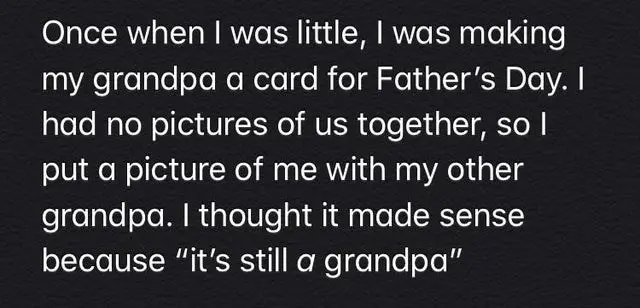 Once when I was little, I was making
my grandpa a card for Father’s Day. I
had no pictures of us together, so I
put a picture of me with my other
grandpa. I thought it made sense
because “it’s still a grandpa”